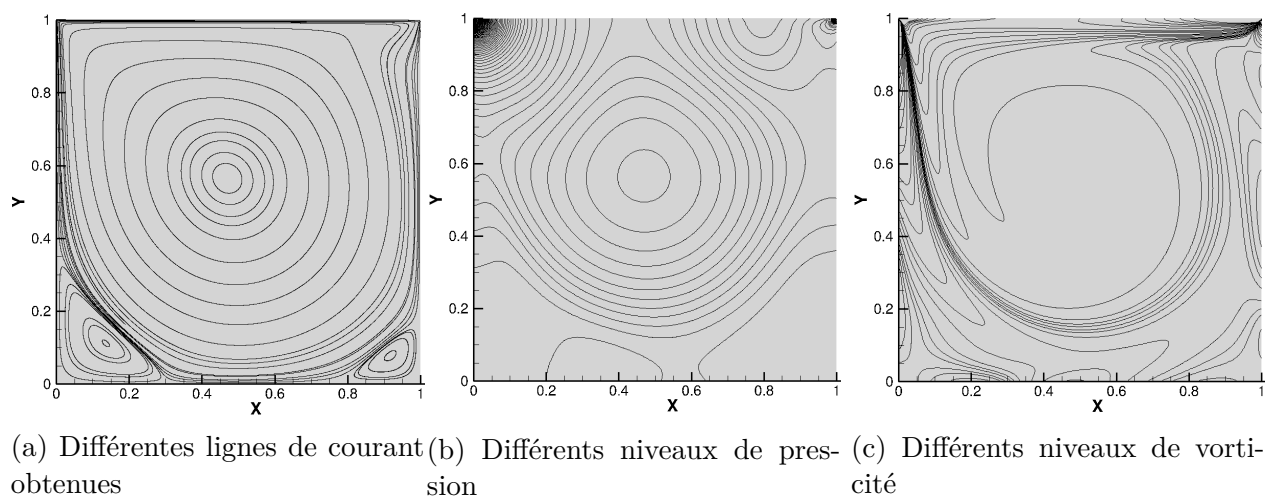 1
0.8
0.6
0.4
0.2
0
Y
0 0.2 0.4 0.6 0.8 1
X
1
0.8
0.6
0.4
0.2
0
Y
0 0.2 0.4 0.6 0.8 1
X
1
0.8
0.6
0.4
0.2
0
Y
0 0.2 0.4 0.6 0.8 1
X
(a) Différentes lignes de courant
obtenues
(b) Différents niveaux de pres-
sion
(c) Différents niveaux de vorti-
cité